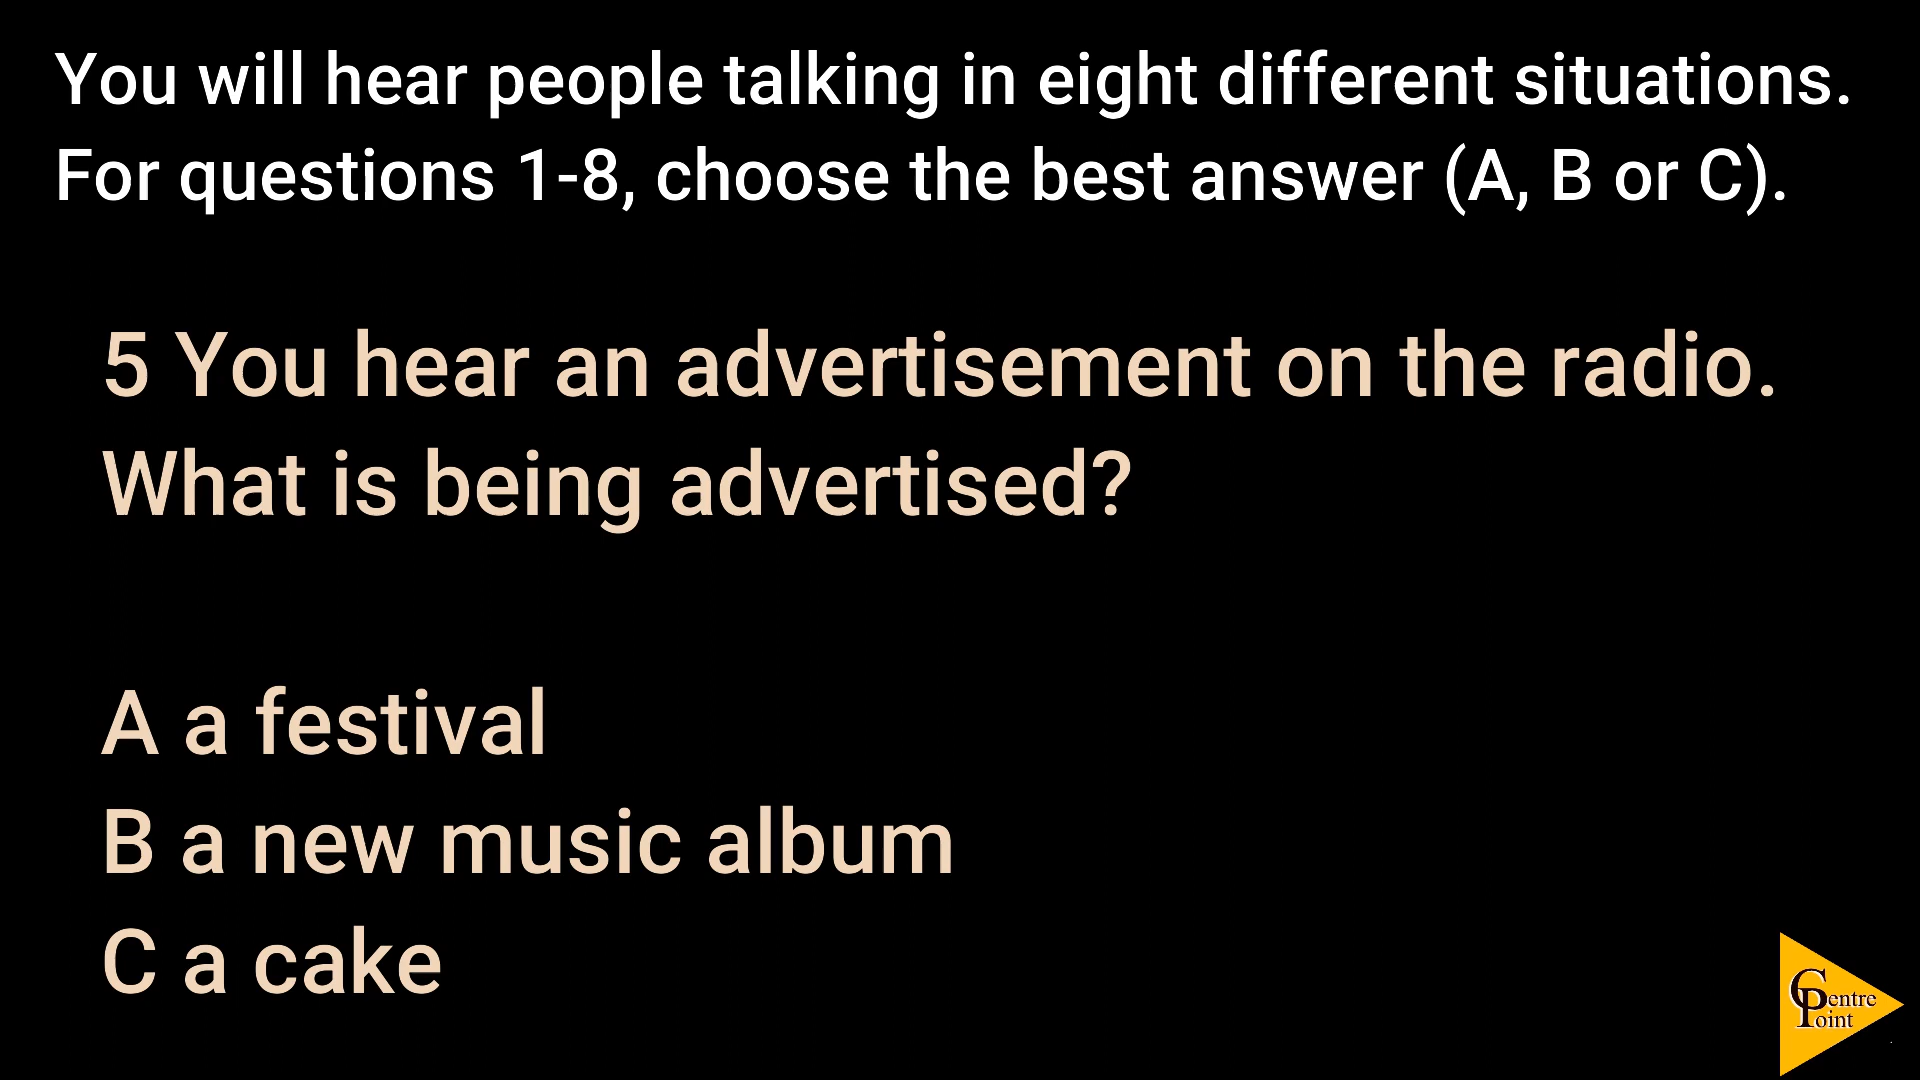 You will hear people talking in eight different situations.
For questions 1-8, choose the best answer (A, B or C).
5 You hear an advertisement on the radio.
What is being advertised?
A a festival
B a new music album
C a cake
Centre
Point